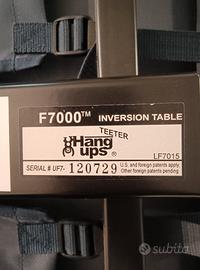 F7000™ INVERSION TABLE
TEETER
Hang
ups®
LF7015
SERIAL # UF7- 120729
U.S. and foreign patents apply;
Other foreign patents pending
subito